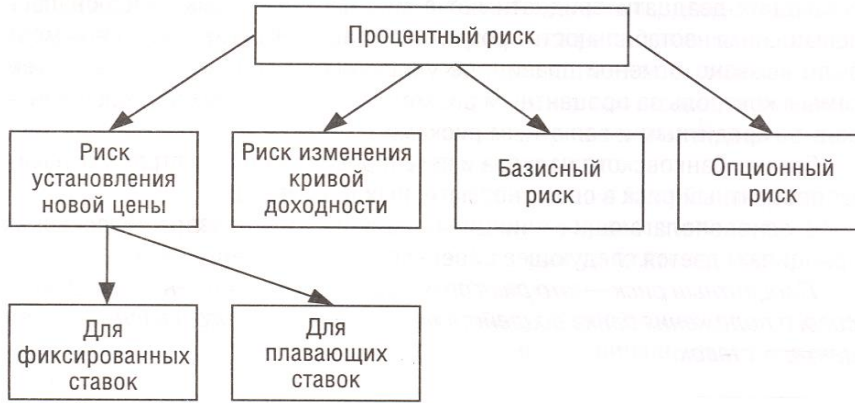 Процентный риск
Риск
установления
новой цены
Риск изменения
кривой
доходности
Базисный
риск
Опционный
риск
Для
фиксированных
ставок
Для
плавающих
ставок